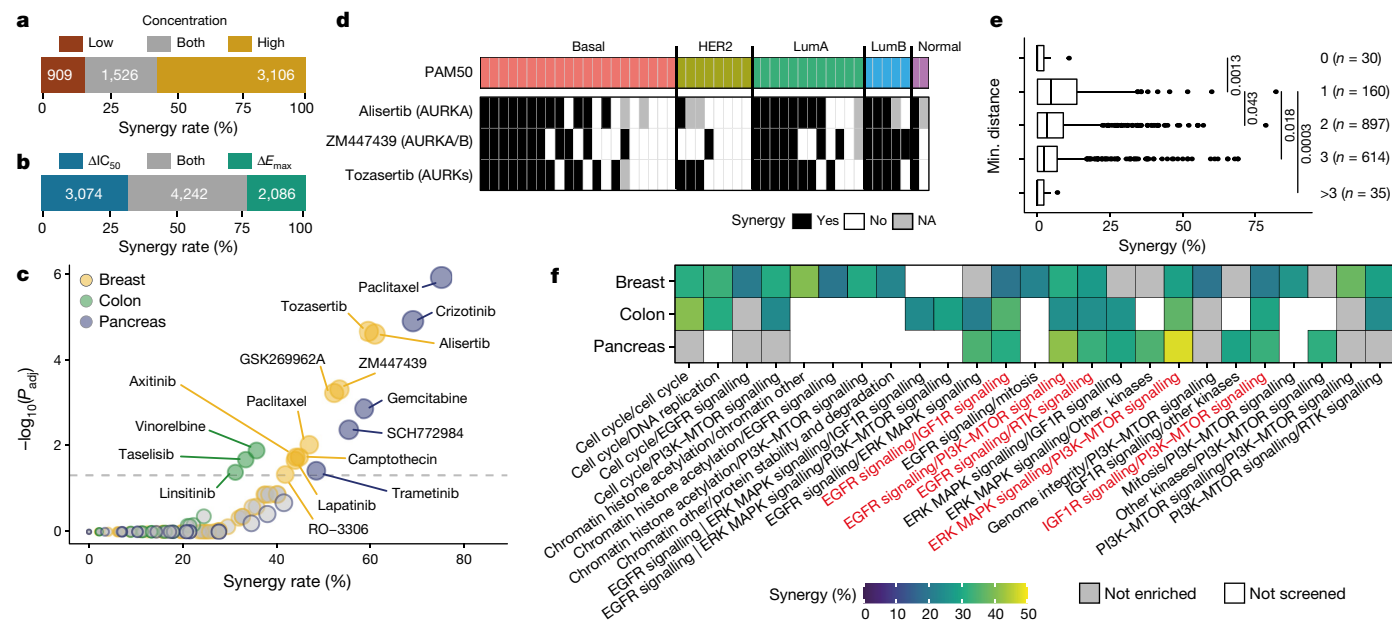 a
Concentration
Low Both High
909 1,526 3,106
0 25 50 75 100
Synergy rate (%)
b
ΔIC50 Both ΔEmax
3,074 4,242 2,086
0 25 50 75 100
Synergy rate (%)
c
Breast
Colon
Pancreas
6
4
2
0
−log10(Padj)
Paclitaxel
Tozasertib
Crizotinib
Alisertib
GSK269962A
ZM447439
Axitinib
Paclitaxel
Gemcitabine
Vinorelbine
SCH772984
Taselisib
Camptothecin
Linsitinib
Trametinib
Lapatinib
RO−3306
0 20 40 60 80
Synergy rate (%)
d
Basal HER2 LumA LumB Normal
PAM50
Alisertib (AURKA)
ZM447439 (AURKA/B)
Tozasertib (AURKs)
Synergy Yes No NA
e
Min. distance
0 (n = 30)
1 (n = 160)
2 (n = 897)
3 (n = 614)
>3 (n = 35)
0.0013
0.043
0.018
0.0003
0 25 50 75
Synergy (%)
f
Breast
Colon
Pancreas
Cell cycle/cell cycle
Cell cycle/DNA replication
Cell cycle/EGFR signalling
Cell cycle/PI3K−MTOR signalling
Chromatin histone acetylation/chromatin other
Chromatin histone acetylation/EGFR signalling
Chromatin histone acetylation/PI3K−MTOR signalling
Chromatin other/protein stability and degradation
EGFR signalling | ERK MAPK signalling/IGF1R signalling
EGFR signalling | ERK MAPK signalling/PI3K−MTOR signalling
EGFR signalling/ERK MAPK signalling
EGFR signalling/IGF1R signalling
EGFR signalling/mitosis
EGFR signalling/PI3K−MTOR signalling
EGFR signalling/RTK signalling
ERK MAPK signalling/IGF1R signalling
ERK MAPK signalling/Other, kinases
ERK MAPK signalling/PI3K−MTOR signalling
Genome integrity/PI3K−MTOR signalling
IGF1R signalling/other kinases
IGF1R signalling/PI3K−MTOR signalling
Mitosis/PI3K−MTOR signalling
Other kinases/PI3K−MTOR signalling
PI3K−MTOR signalling/PI3K−MTOR signalling
PI3K−MTOR signalling/RTK signalling
Synergy (%)
0 10 20 30 40 50
Not enriched
Not screened